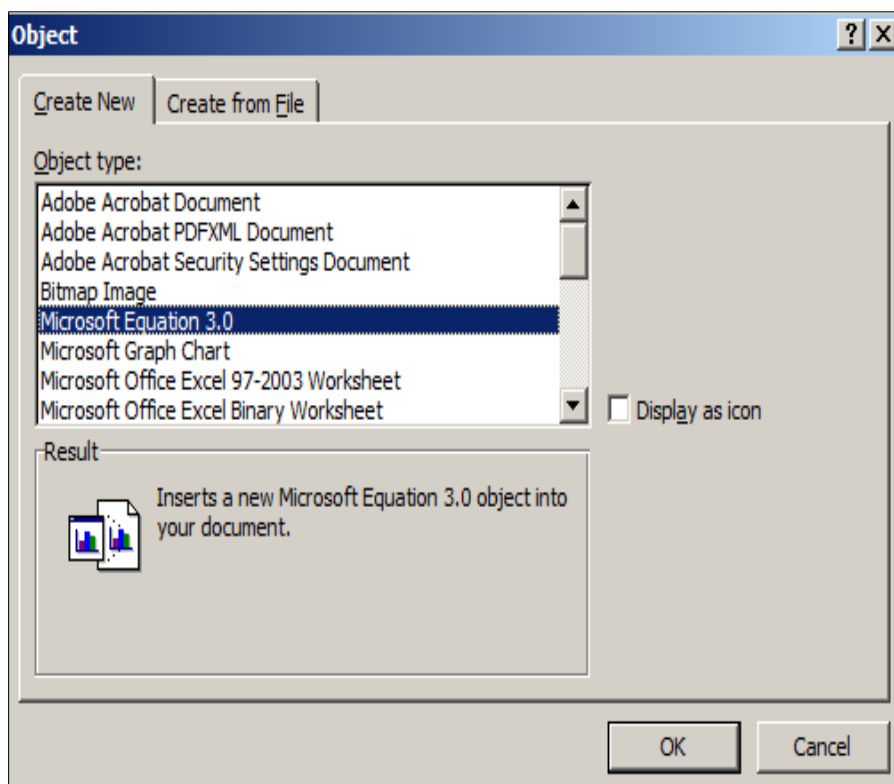 Object
? X
Create New
Create from File
Object type:
Adobe Acrobat Document
Adobe Acrobat PDFXML Document
Adobe Acrobat Security Settings Document
Bitmap Image
Microsoft Equation 3.0
Microsoft Graph Chart
Microsoft Office Excel 97-2003 Worksheet
Microsoft Office Excel Binary Worksheet
Display as icon
Result
Inserts a new Microsoft Equation 3.0 object into
your document.
OK
Cancel